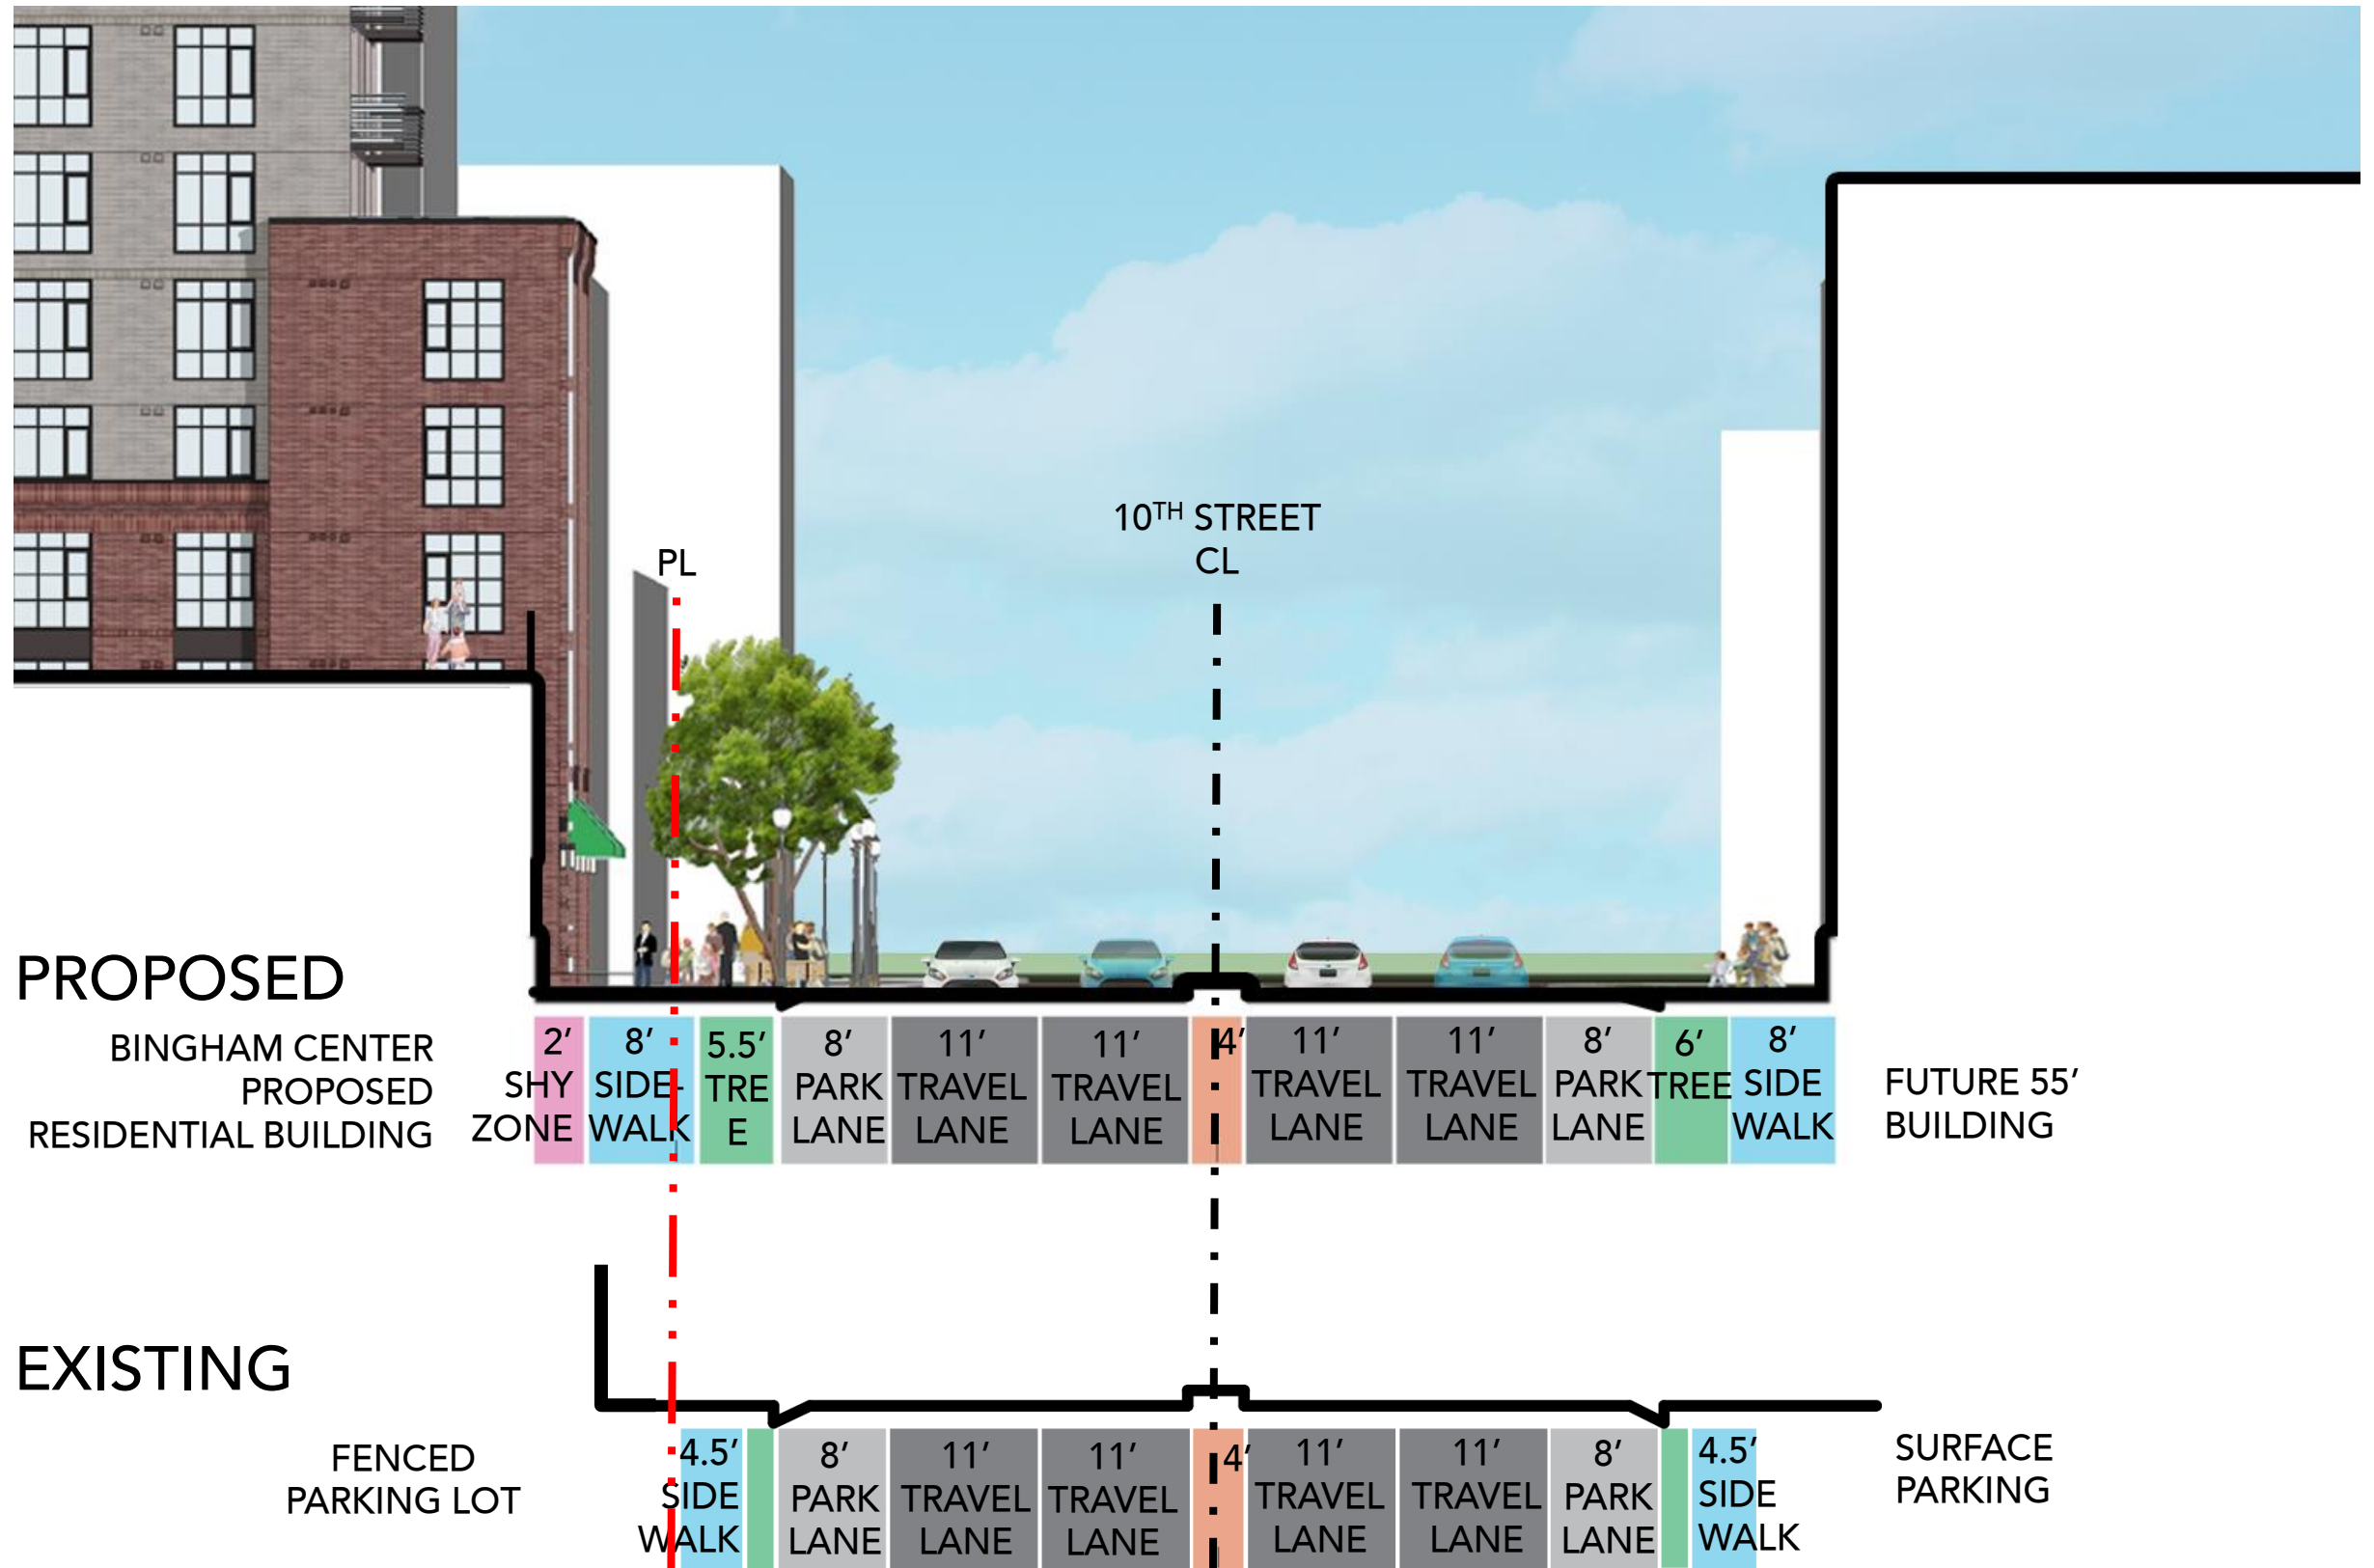 10TH STREET
CL
PL
PROPOSED
BINGHAM CENTER
PROPOSED
RESIDENTIAL BUILDING
2’
SHY
ZONE
8’
SIDE-
WALK
5.5’
TRE
E
8’
PARK
LANE
11’
TRAVEL
LANE
11’
TRAVEL
LANE
4’
11’
TRAVEL
LANE
11’
TRAVEL
LANE
8’
PARK
LANE
6’
TREE
8’
SIDE
WALK
FUTURE 55’
BUILDING
EXISTING
FENCED
PARKING LOT
4.5’
SIDE
WALK
8’
PARK
LANE
11’
TRAVEL
LANE
11’
TRAVEL
LANE
4’
11’
TRAVEL
LANE
11’
TRAVEL
LANE
8’
PARK
LANE
4.5’
SIDE
WALK
SURFACE
PARKING